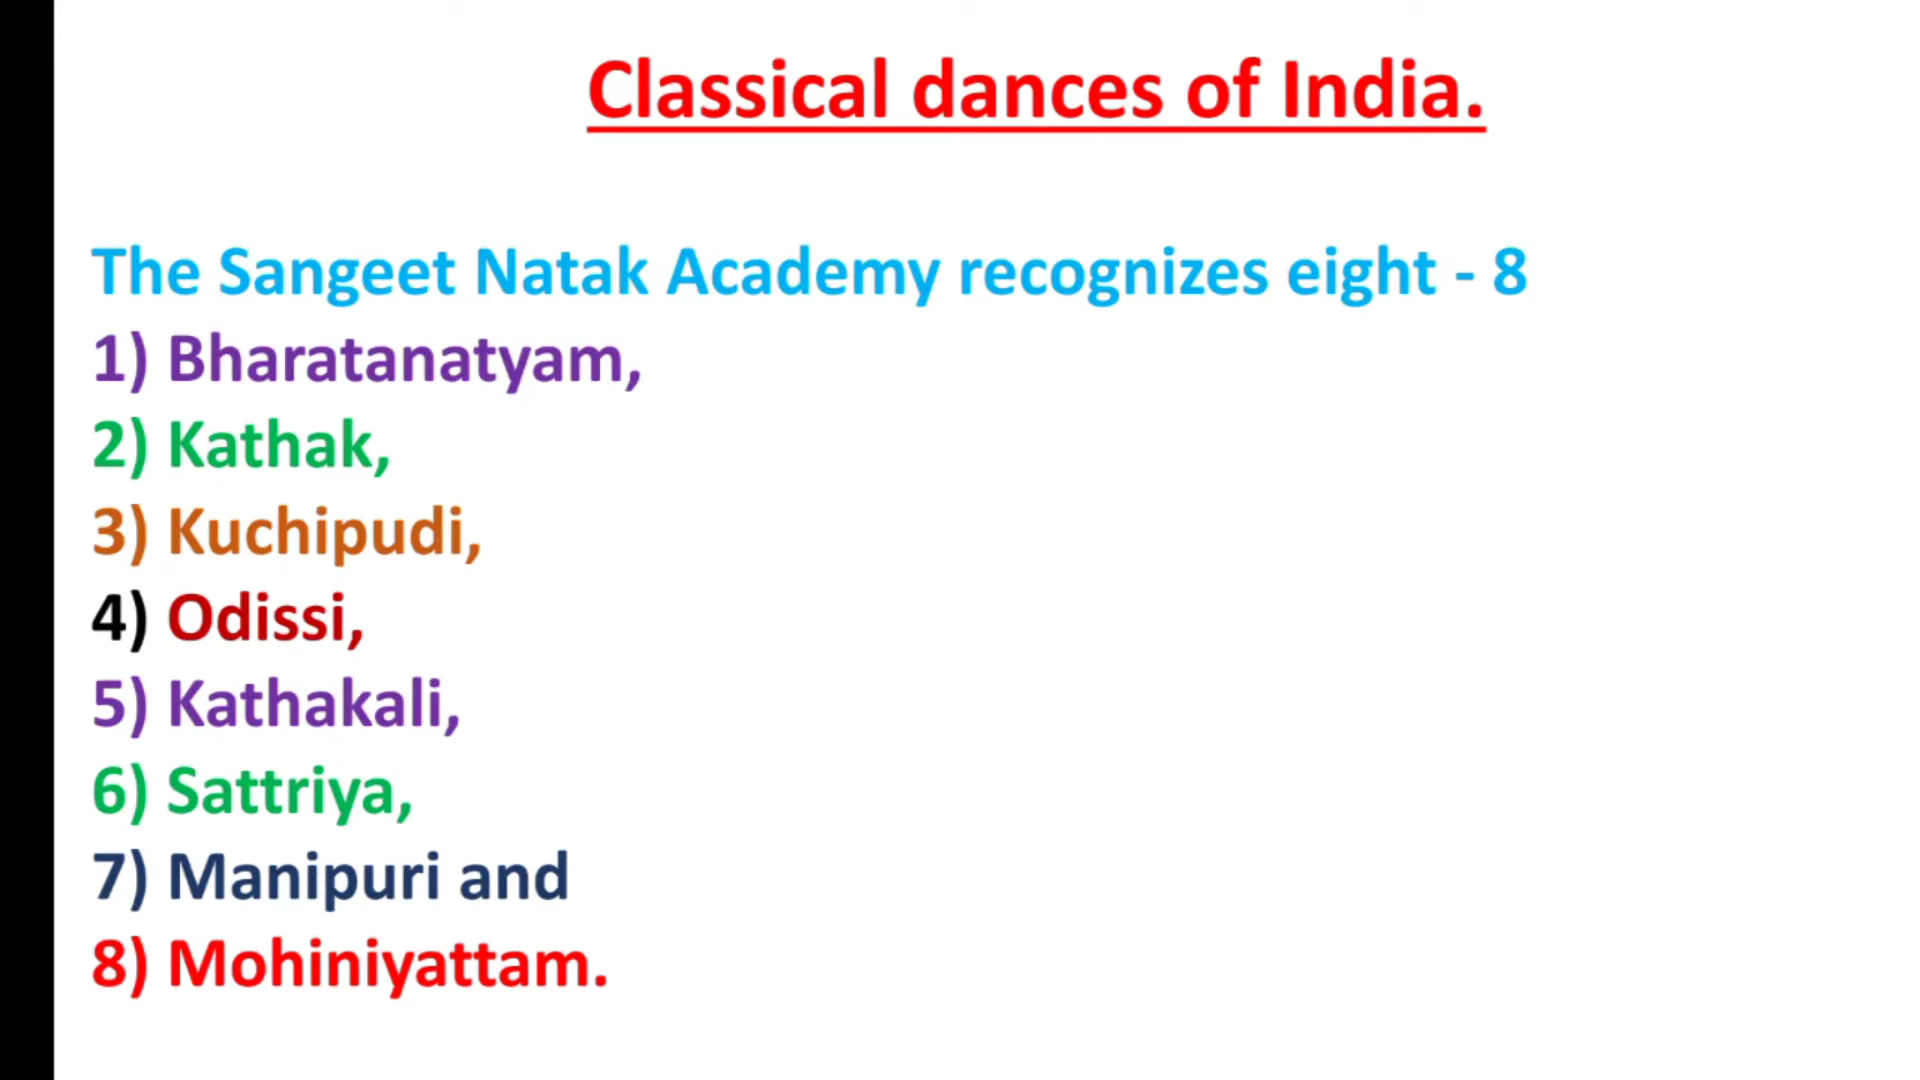 Classical dances of India.
The Sangeet Natak Academy recognizes eight - 8
1) Bharatanatyam,
2) Kathak,
3) Kuchipudi,
4) Odissi,
5) Kathakali,
6) Sattriya,
7) Manipuri and
8) Mohiniyattam.